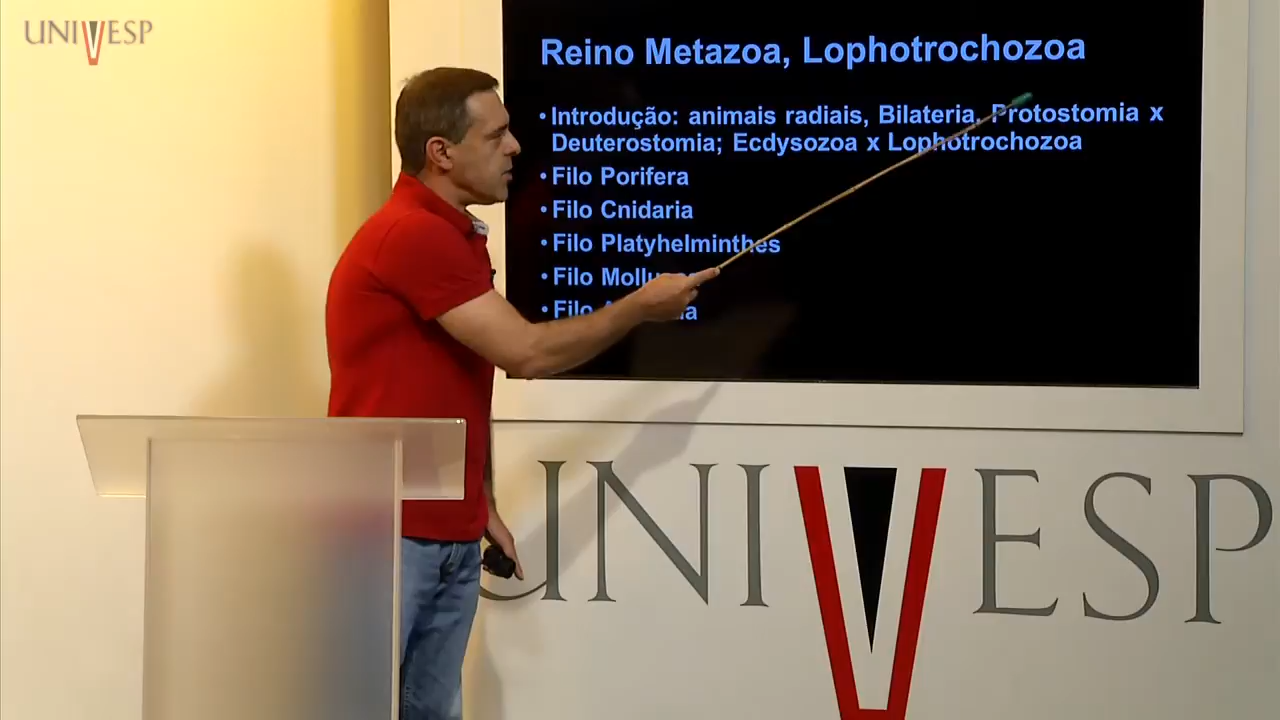 UNIVESP
Reino Metazoa, Lophotrochozoa
• Introdução: animais radiais, Bilateria, Protostomia x
Deuterostomia; Ecdysozoa x Lophotrochozoa
• Filo Porifera
• Filo Cnidaria
• Filo Platyhelminthes
• Filo
• Filo
UNIVESP